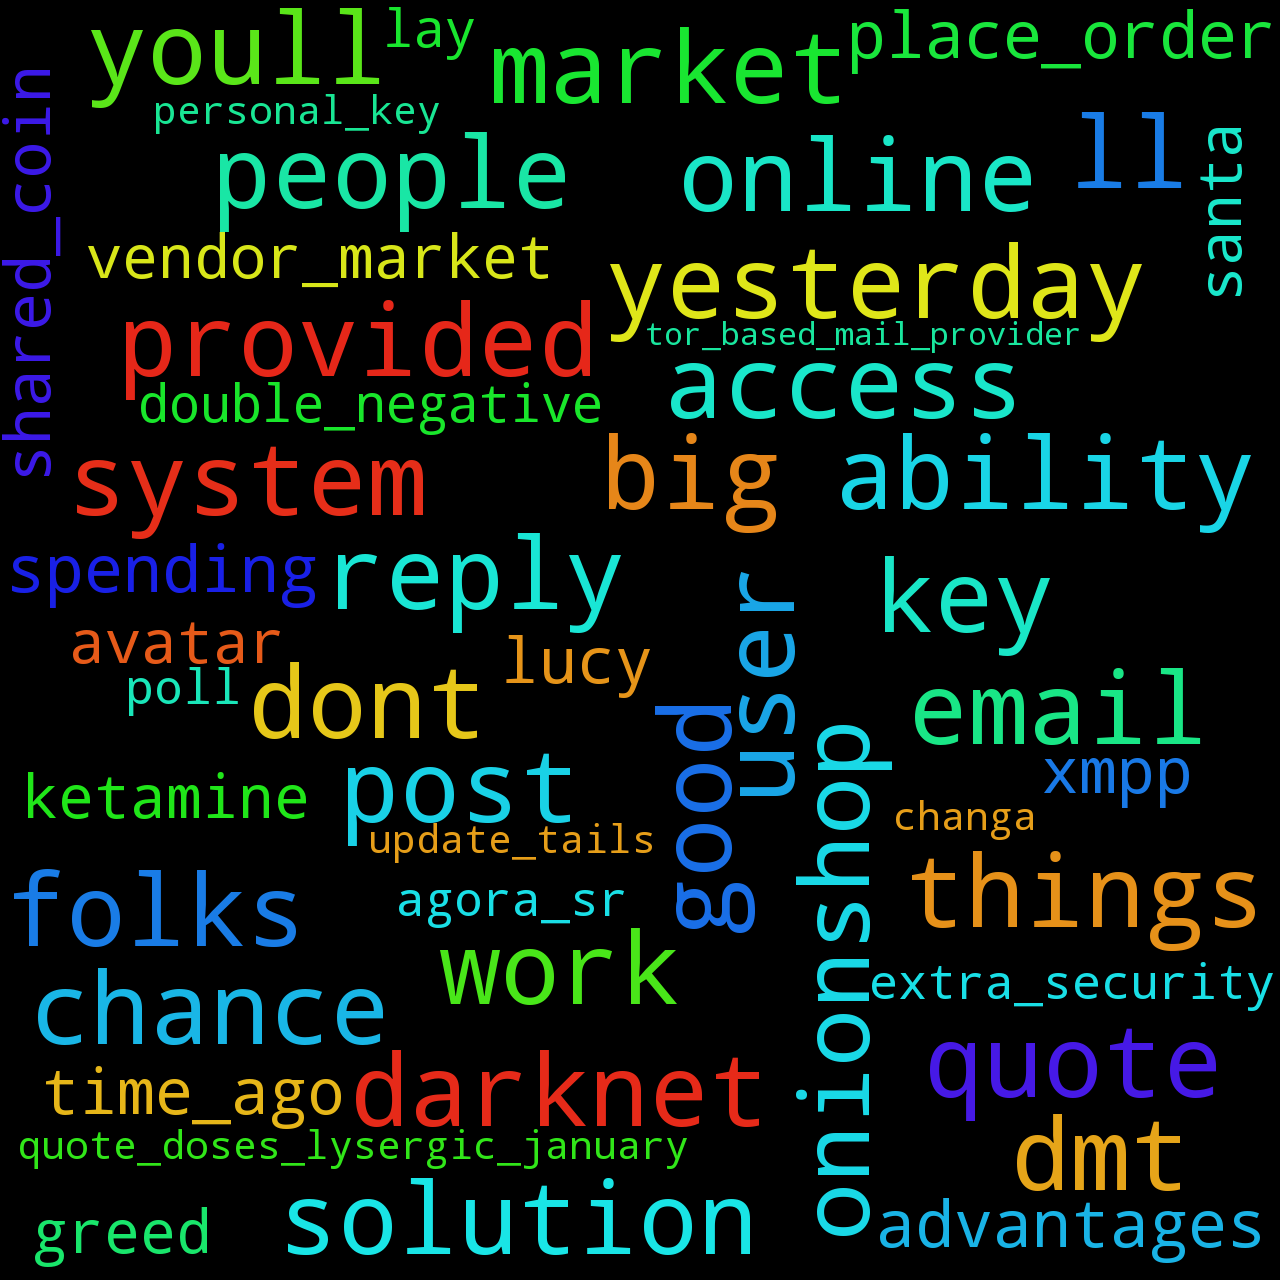 youll
lay
market
place_order
personal_key
shared_coin
people
online
ll
santa
vendor_market
yesterday
provided
tor_based_mail_provider
double_negative
access
system
big
ability
spending
reply
key
user
avatar
lucy
poll
dont
good
email
onionshop
ketamine
post
xmpp
changa
update_tails
folks
agora_sr
things
work
chance
extra_security
quote
time_ago
darknet
quote_doses_lysergic_january
dmt
greed
solution
advantages